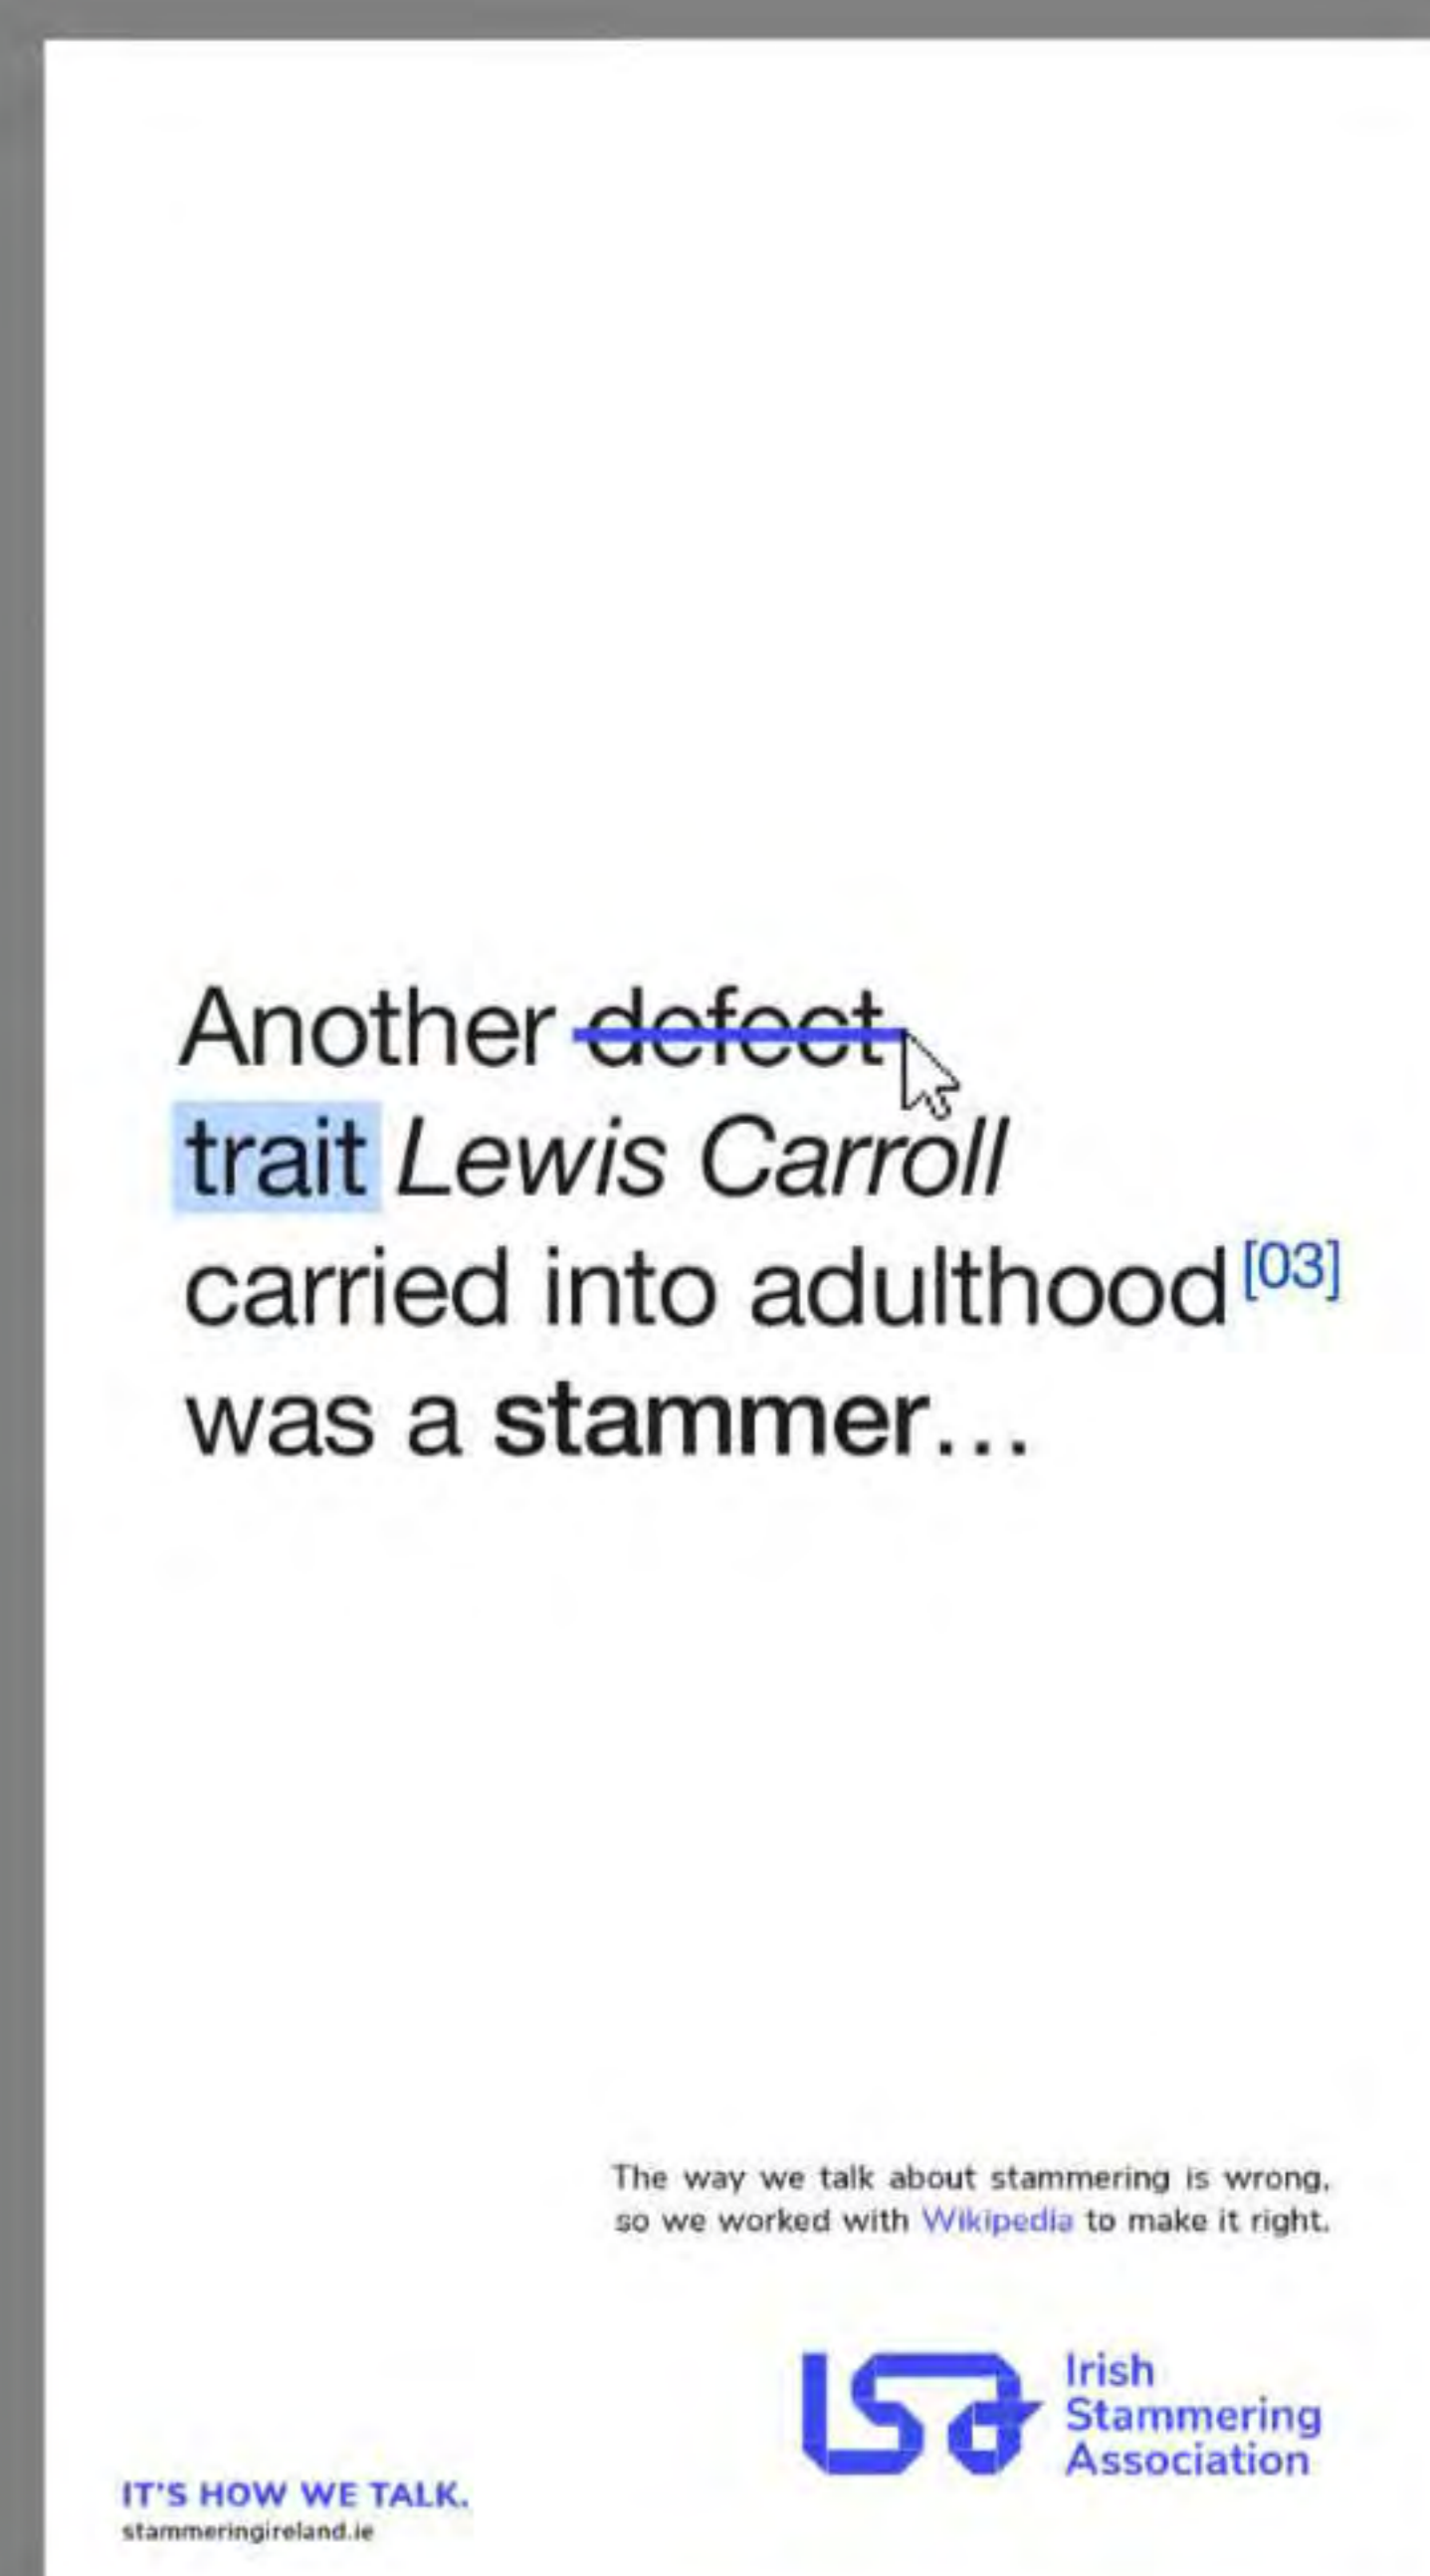 Another defect
trait Lewis Carroll
carried into adulthood [03]
was a stammer...
The way we talk about stammering is wrong,
so we worked with Wikipedia to make it right.
isa
Irish
Stammering
Association
IT'S HOW WE TALK.
stammeringireland.ie